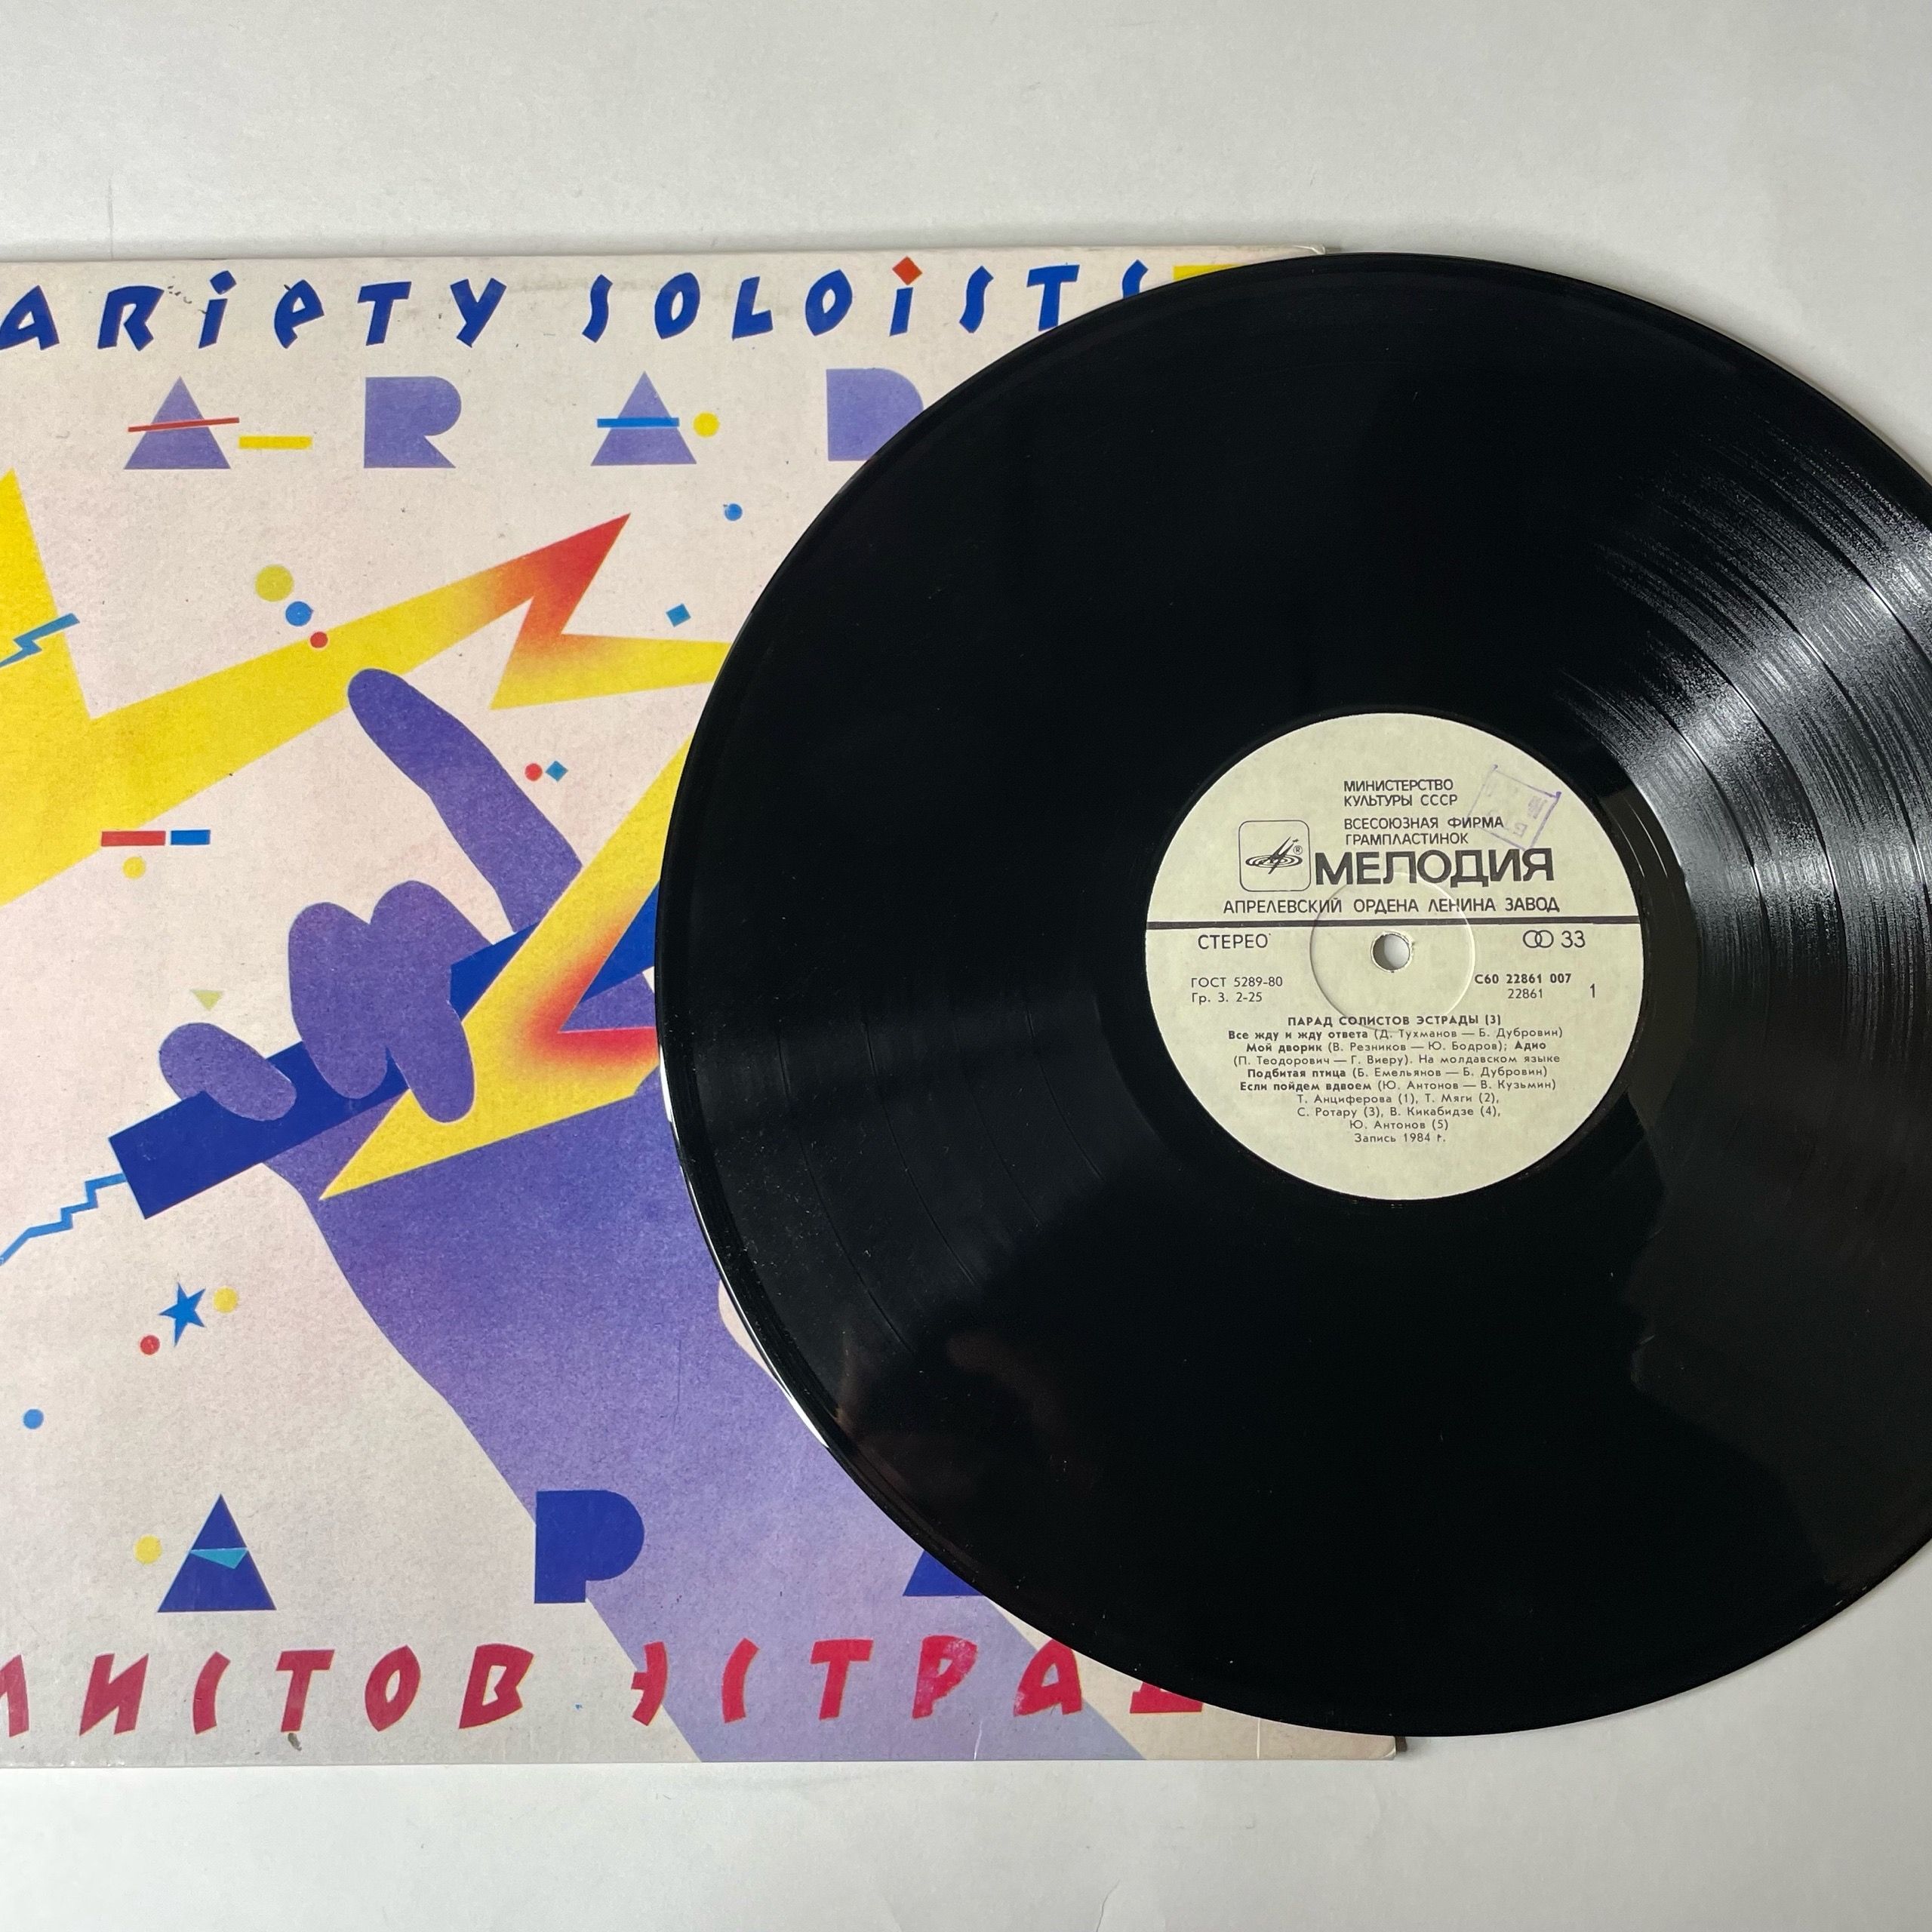 ARIETY SOLOISTS
ARAD
АРА
ЛИСТОВ ЭСТРАД
МИНИСТЕРСТВО
КУЛЬТУРЫ СССР
ВСЕСОЮЗНАЯ ФИРМА
ГРАМПЛАСТИНОК
® МЕЛОДИЯ
АПРЕЛЕВСКИЙ ОРДЕНА ЛЕНИНА ЗАВОД
СТЕРЕО 33
ГОСТ 5289-80 С60 22861 007
Гр. 3. 2-25 22861 1
ПАРАД СОЛИСТОВ ЭСТРАДЫ (3)
Все жду и жду ответа (Д. Тухманов — Б. Дубровин)
Мой дворик (В. Резников — Ю. Бодров); Адио
(П. Теодорович — Г. Виеру). На молдавском языке
Подбитая птица (Б. Емельянов — Б. Дубровин)
Если пойдем вдвоем (Ю. Антонов — В. Кузьмин)
Т. Анциферова (1), Т. Мяги (2),
С. Ротару (3), В. Кикабидзе (4),
Ю. Антонов (5)
Запись 1984 г.